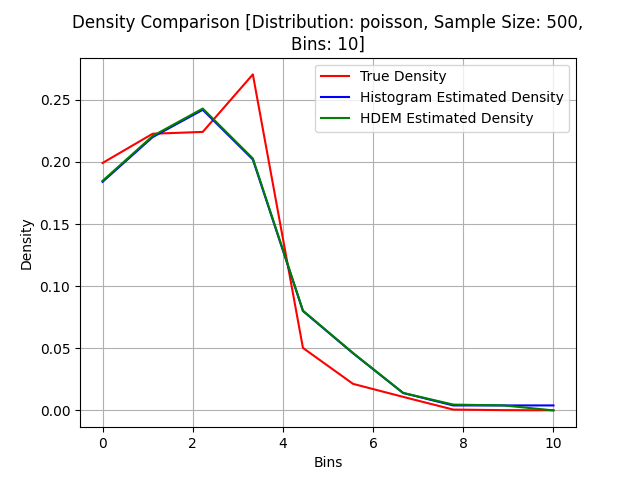 Density Comparison [Distribution: poisson, Sample Size: 500,
Bins: 10]
True Density
Histogram Estimated Density
HDEM Estimated Density
Density
0.25
0.20
0.15
0.10
0.05
0.00
0 2 4 6 8 10
Bins